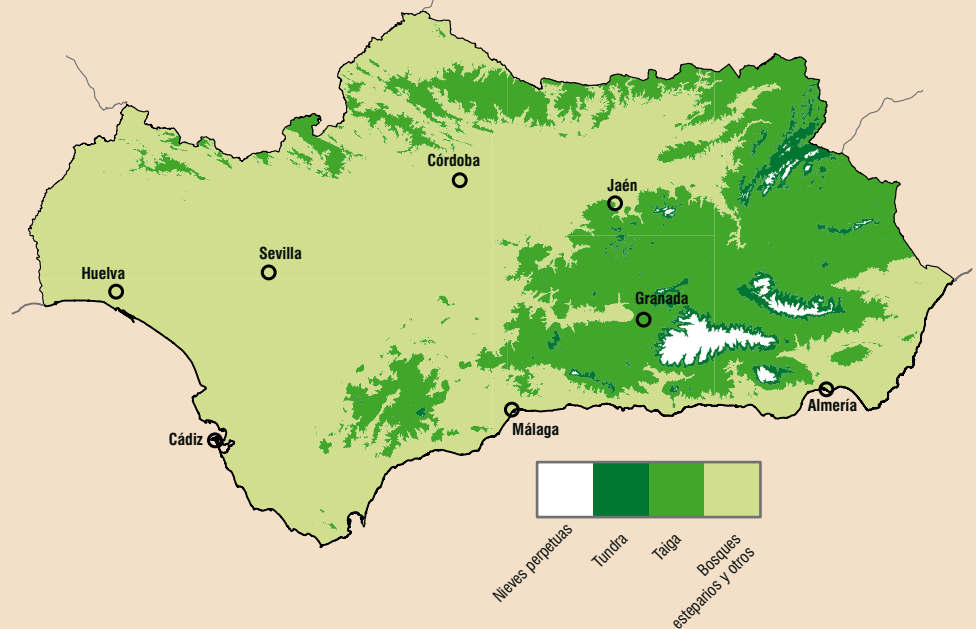 Córdoba
Jaén
Sevilla
Huelva
Granada
Almería
Málaga
Cádiz
Nieves perpetuas
Tundra
Taiga
Bosques
esteparios y otros